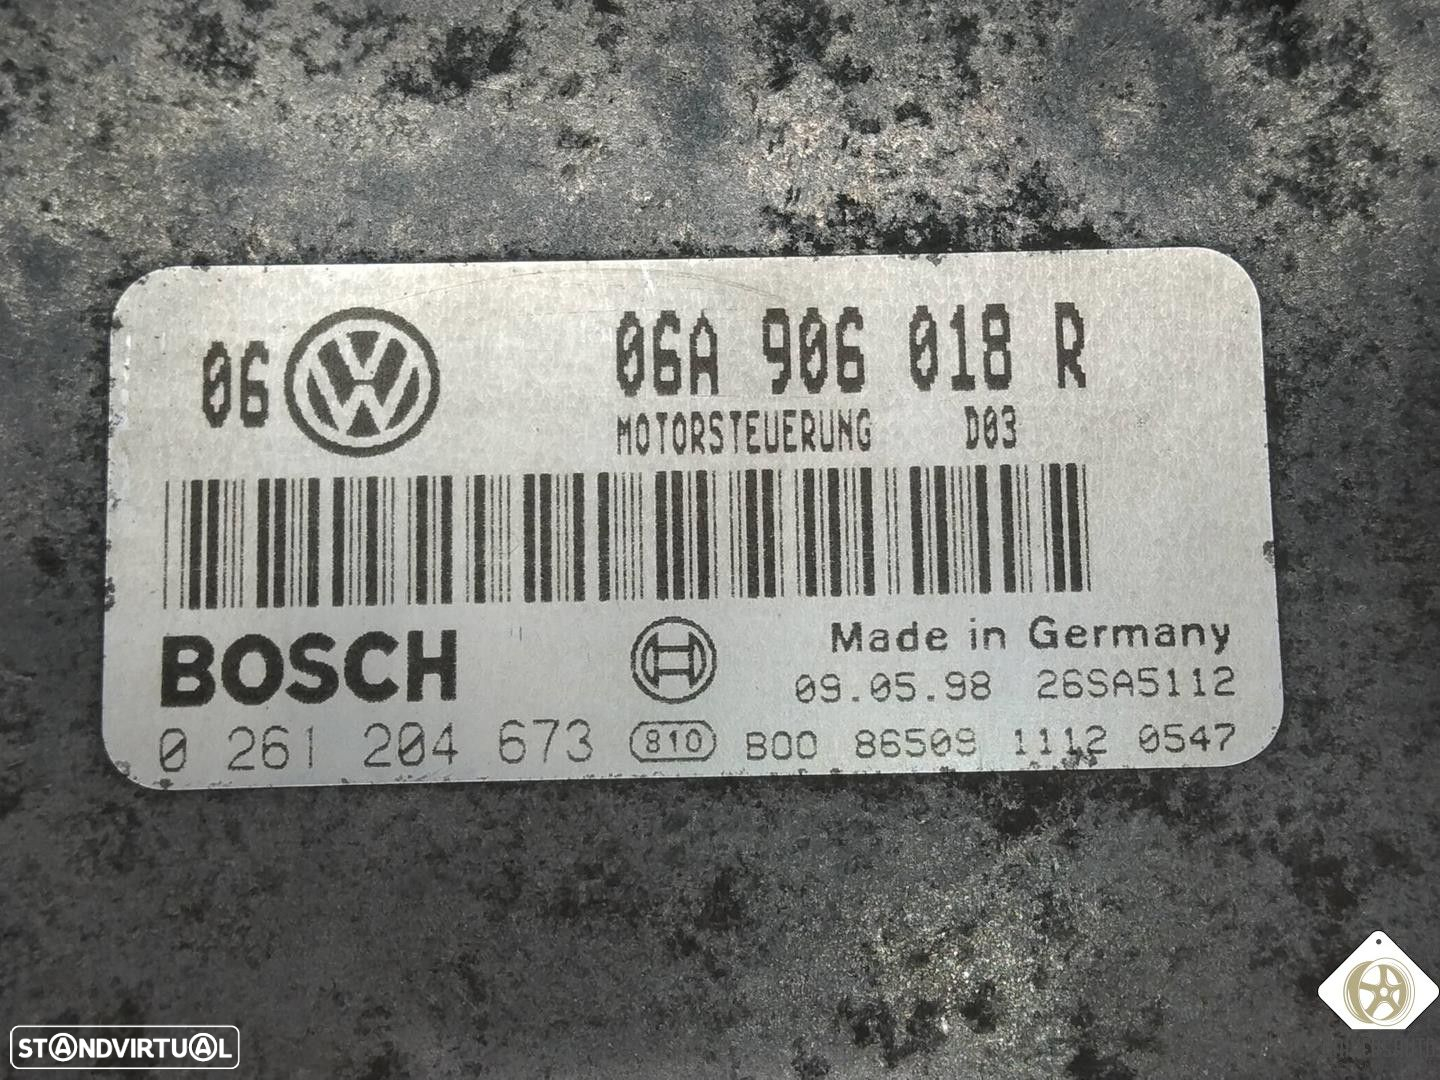 06 06A 906 018 R
MOTORSTEUERUNG D03
BOSCH
Made in Germany
09.05.98 26SA5112
0 261 204 673 810 B00 86509 1112 0547
STANDVIRTUAL